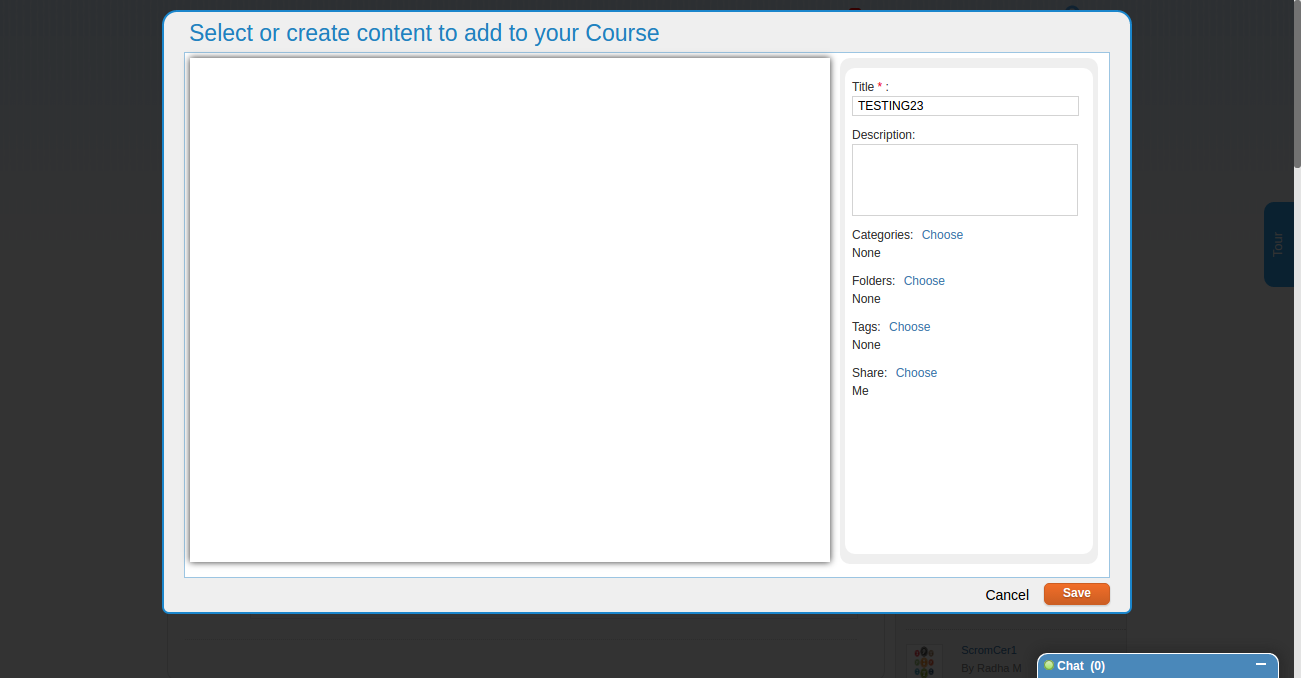 Select or create content to add to your Course
Title * :
TESTING23
Description:
Categories: Choose
None
Folders: Choose
None
Tags: Choose
None
Share: Choose
Me
Cancel
Save
Tour
ScromCer1
By Radha M
Chat (0)